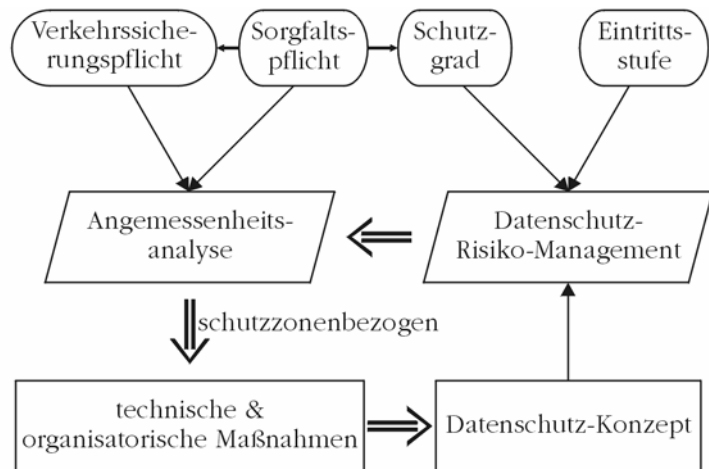 Verkehrssiche-
rungspflicht
Sorgfalts-
pflicht
Schutz-
grad
Eintritts-
stufe
Angemessenheits-
analyse
Datenschutz-
Risiko-Management
schutzzonenbezogen
technische &
organisatorische Maßnahmen
Datenschutz-Konzept